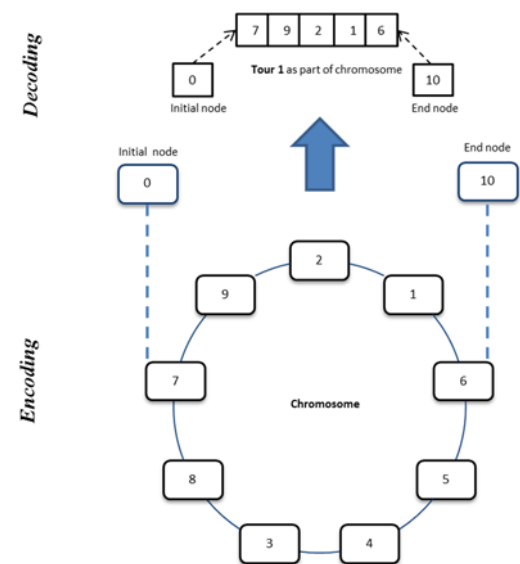 Decoding
7 9 2 1 6
0
Tour 1 as part of chromosome
10
Initial node
End node
Initial node
End node
0
10
Encoding
2
9
1
7
6
Chromosome
8
5
3
4